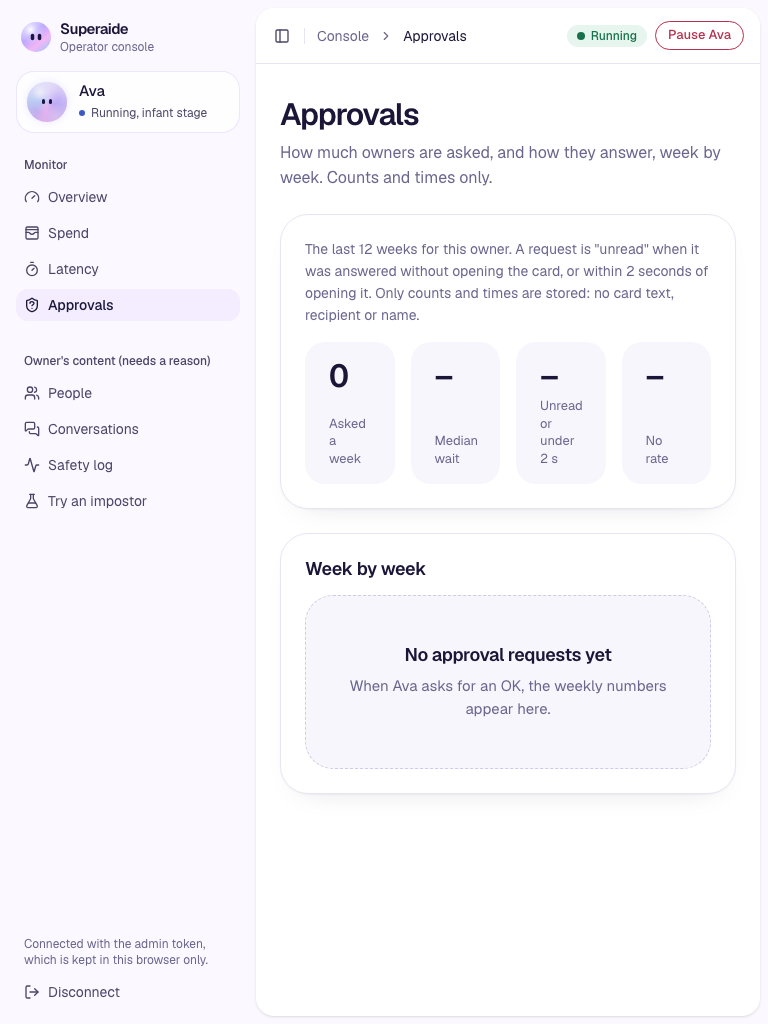 Superaide
Operator console
Ava
Running, infant stage
Monitor
Overview
Spend
Latency
Approvals
Owner's content (needs a reason)
People
Conversations
Safety log
Try an impostor
Connected with the admin token,
which is kept in this browser only.
Disconnect
Console > Approvals
Running
Pause Ava
Approvals
How much owners are asked, and how they answer, week by
week. Counts and times only.
The last 12 weeks for this owner. A request is "unread" when it
was answered without opening the card, or within 2 seconds of
opening it. Only counts and times are stored: no card text,
recipient or name.
0
Asked
a
week
–
Median
wait
–
Unread
or
under
2 s
–
No
rate
Week by week
No approval requests yet
When Ava asks for an OK, the weekly numbers
appear here.